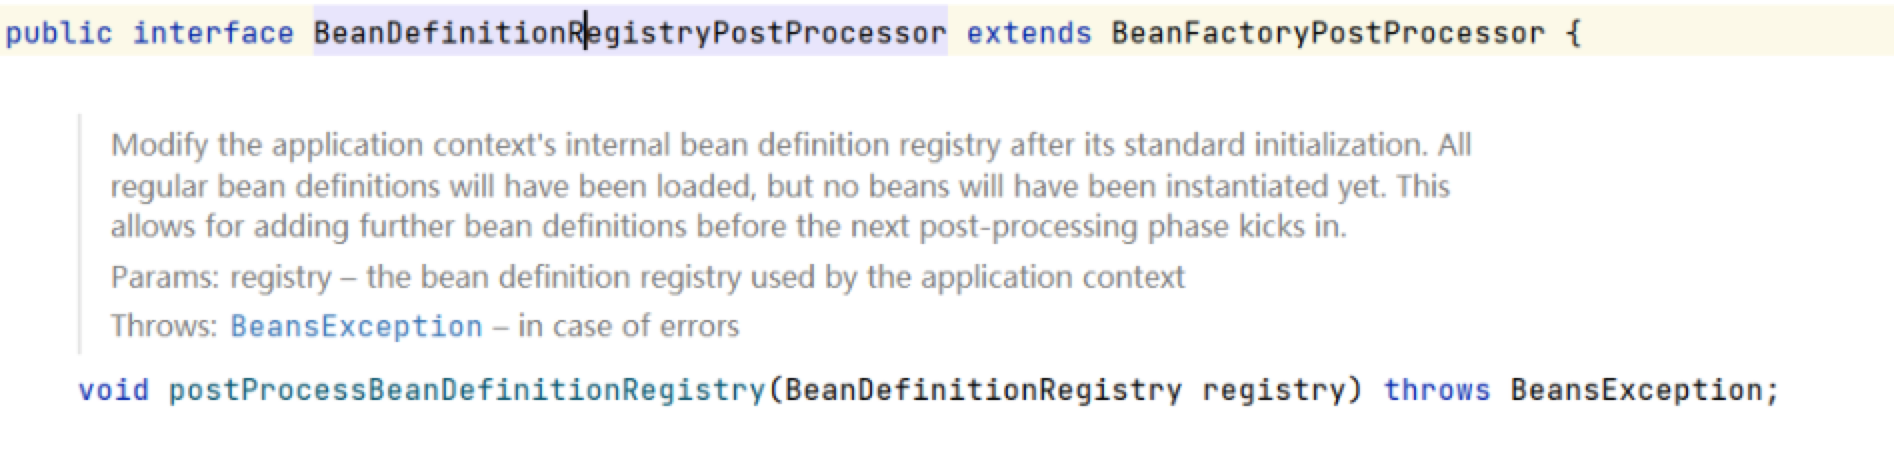 public interface BeanDefinitionRegistryPostProcessor extends BeanFactoryPostProcessor {
Modify the application context's internal bean definition registry after its standard initialization. All
regular bean definitions will have been loaded, but no beans will have been instantiated yet. This
allows for adding further bean definitions before the next post-processing phase kicks in.
Params: registry – the bean definition registry used by the application context
Throws: BeansException – in case of errors
void postProcessBeanDefinitionRegistry(BeanDefinitionRegistry registry) throws BeansException;